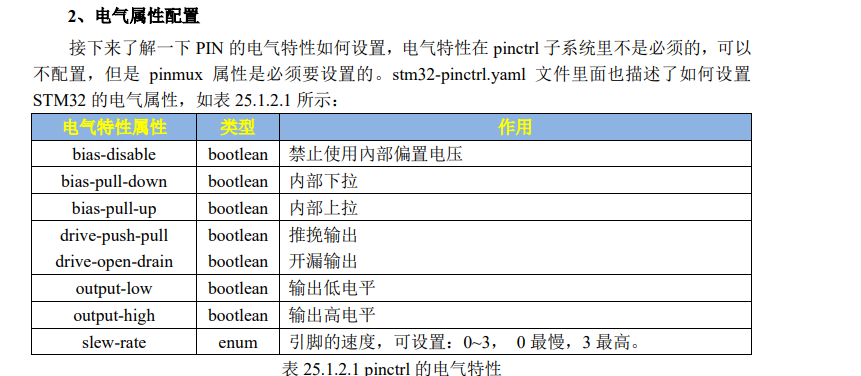 2、电气属性配置
接下来了解一下 PIN 的电气特性如何设置，电气特性在 pinctrl 子系统里不是必须的，可以
不配置，但是 pinmux 属性是必须要设置的。stm32-pinctrl.yaml 文件里面也描述了如何设置
STM32 的电气属性，如表 25.1.2.1 所示：
电气特性属性 类型 作用
bias-disable bootlean 禁止使用內部偏置电压
bias-pull-down bootlean 内部下拉
bias-pull-up bootlean 内部上拉
drive-push-pull bootlean 推挽输出
drive-open-drain bootlean 开漏输出
output-low bootlean 输出低电平
output-high bootlean 输出高电平
slew-rate enum 引脚的速度，可设置：0~3， 0 最慢，3 最高。
表 25.1.2.1 pinctrl 的电气特性